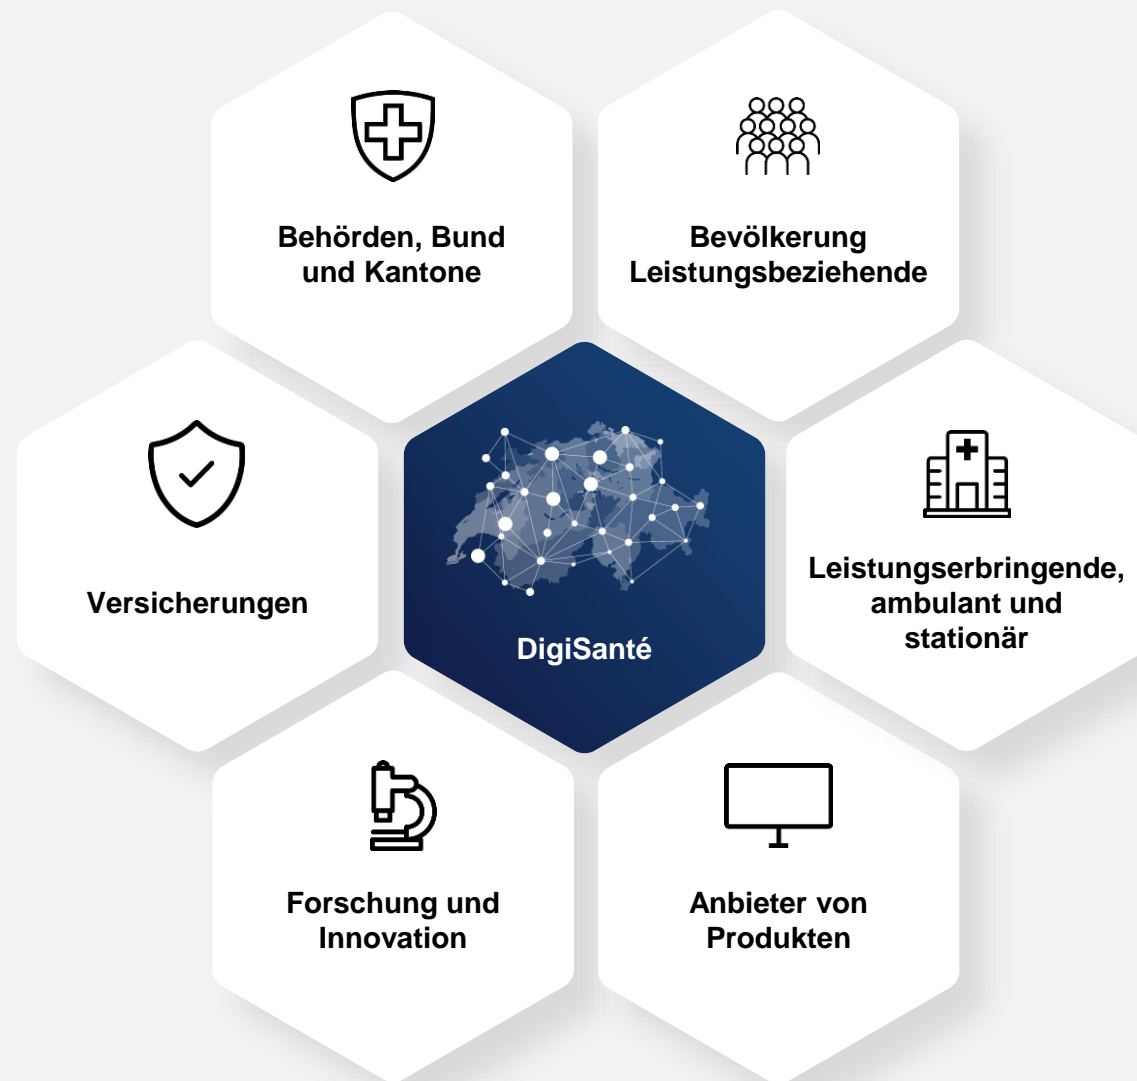 Behörden, Bund
und Kantone
Bevölkerung
Leistungsbeziehende
Versicherungen
DigiSanté
Leistungserbringende,
ambulant und
stationär
Forschung und
Innovation
Anbieter von
Produkten